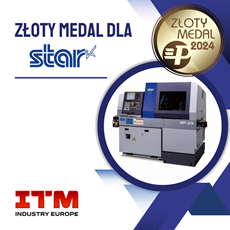 ZŁOTY MEDAL DLA
star
ZŁOTY
MEDAL
2024
ITM
INDUSTRY EUROPE